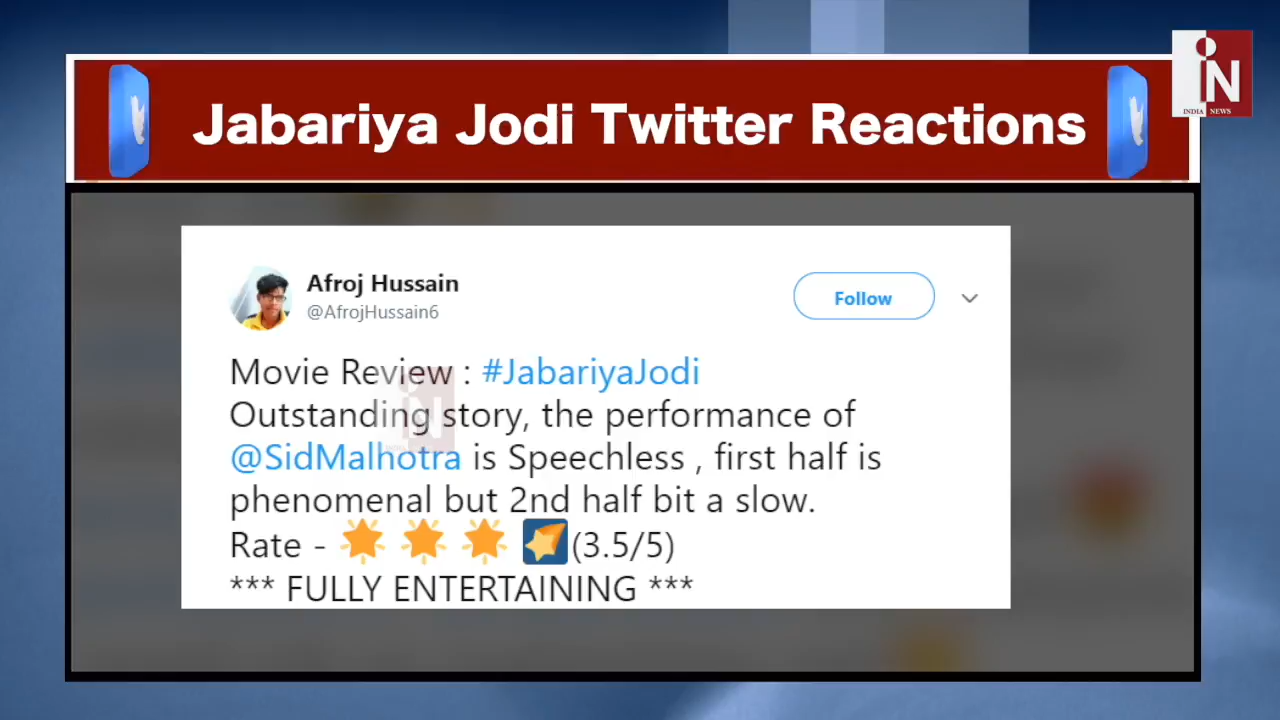 Jabariya Jodi Twitter Reactions
IN
INDIA NEWS
Afroj Hussain
@AfrojHussain6
Follow
Movie Review : #JabariyaJodi
Outstanding story, the performance of
@SidMalhotra is Speechless , first half is
phenomenal but 2nd half bit a slow.
Rate - 🌟 🌟 🌟 🌠(3.5/5)
*** FULLY ENTERTAINING ***